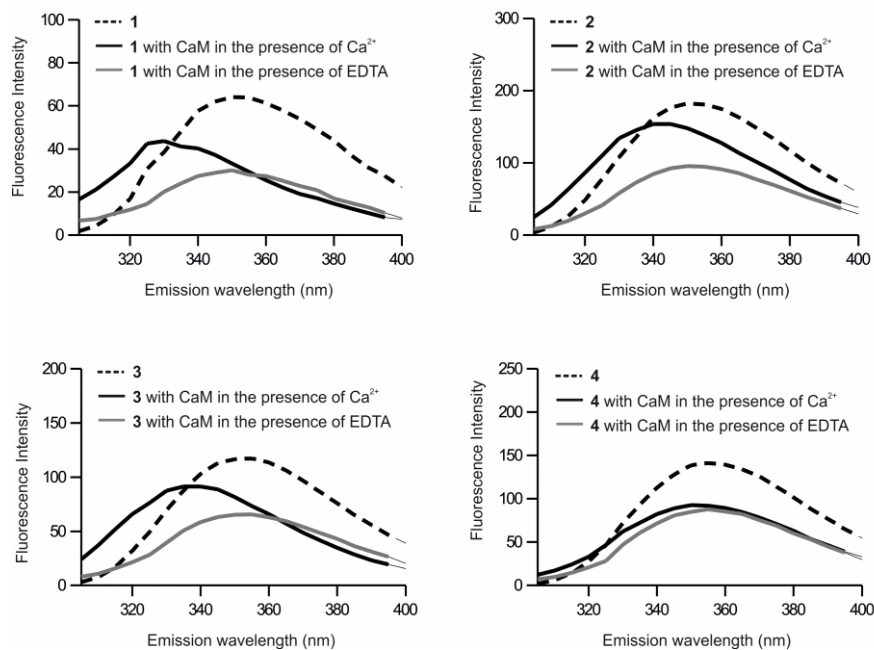 100
80
60
40
20
0
Fluorescence Intensity
1
1 with CaM in the presence of Ca²⁺
1 with CaM in the presence of EDTA
320 340 360 380 400
Emission wavelength (nm)
300
200
100
0
Fluorescence Intensity
2
2 with CaM in the presence of Ca²⁺
2 with CaM in the presence of EDTA
320 340 360 380 400
Emission wavelength (nm)
200
150
100
50
0
Fluorescence Intensity
3
3 with CaM in the presence of Ca²⁺
3 with CaM in the presence of EDTA
320 340 360 380 400
Emission wavelength (nm)
250
200
150
100
50
0
Fluorescence Intensity
4
4 with CaM in the presence of Ca²⁺
4 with CaM in the presence of EDTA
320 340 360 380 400
Emission wavelength (nm)